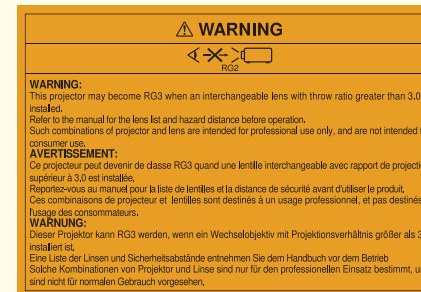 ⚠ WARNING
RG2
WARNING:
This projector may become RG3 when an interchangeable lens with throw ratio greater than 3.0
installed.
Refer to the manual for the lens list and hazard distance before operation.
Such combinations of projector and lens are intended for professional use only, and are not intended
consumer use.
AVERTISSEMENT:
Ce projecteur peut devenir de classe RG3 quand une lentille interchangeable avec rapport de
supérieur à 3,0 est installée.
Reportez-vous au manuel pour la liste de lentilles et la distance de sécurité avant d'utiliser le produit.
Ces combinaisons de projecteur et lentilles sont destinés à un usage professionnel, et pas destinés
l'usage des consommateurs.
WARNUNG:
Dieser Projektor kann RG3 werden, wenn ein Wechselobjektiv mit Projektionsverhältnis größer als
installiert ist.
Eine Liste der Linsen und Sicherheitsabstände entnehmen Sie dem Handbuch vor dem Betrieb
Solche Kombinationen von Projektor und Linse sind nur für den professionellen Einsatz bestimmt,
sind nicht für normalen Gebrauch vorgesehen.